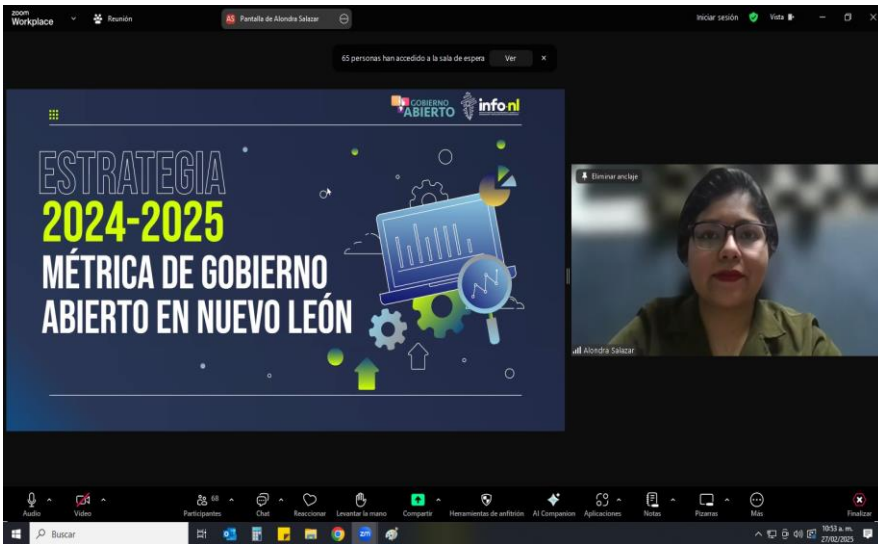 zoom
Workplace
Reunión
AS Pantalla de Alondra Salazar
Iniciar sesión
Vista
65 personas han accedido a la sala de espera
Ver
GOBIERNO
ABIERTO
info nl
ESTRATEGIA
2024-2025
MÉTRICA DE GOBIERNO
ABIERTO EN NUEVO LEÓN
Eliminar anclaje
Alondra Salazar
68
Audio
Video
Participantes
Chat
Reaccionar
Levantar la mano
Compartir
Herramientas de anfitrión
AI Companion
Aplicaciones
Notas
Pizarras
Más
Finalizar
Buscar
zm
10:53 a. m.
27/02/2025